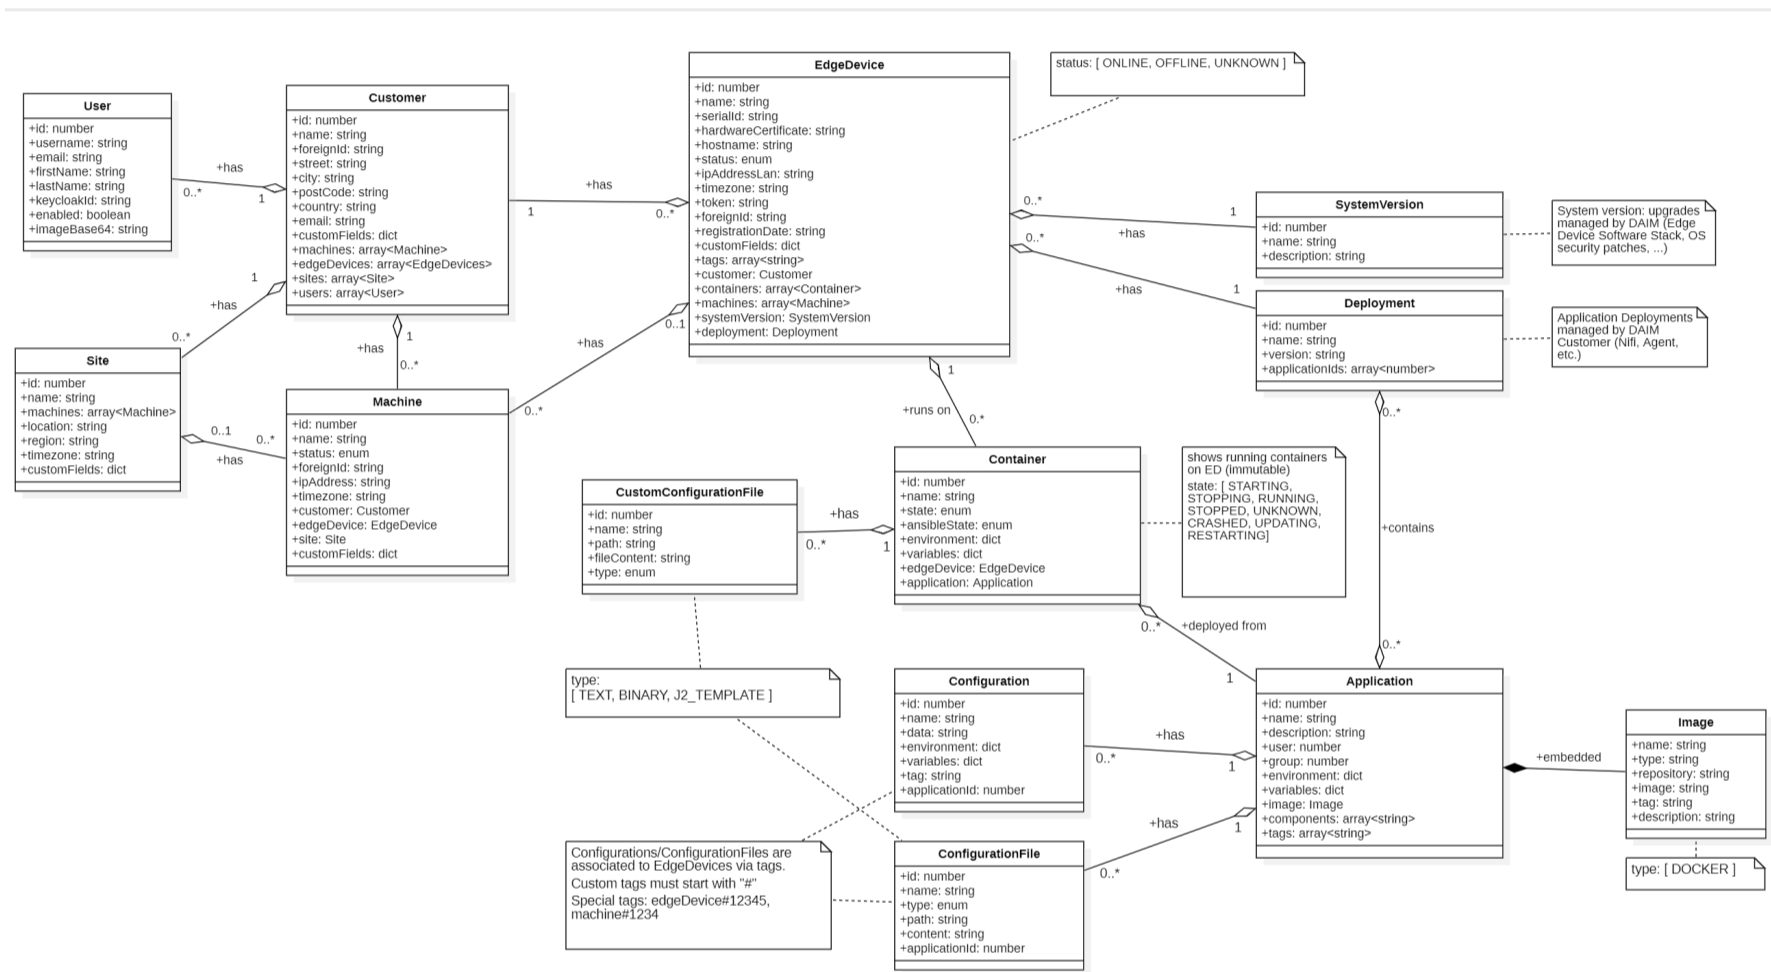 User
+id: number
+username: string
+email: string
+firstName: string
+lastName: string
+keycloakId: string
+enabled: boolean
+imageBase64: string
+has
0..*
1
Customer
+id: number
+name: string
+foreignId: string
+street: string
+city: string
+postCode: string
+country: string
+email: string
+customFields: dict
+machines: array<Machine>
+edgeDevices: array<EdgeDevices>
+sites: array<Site>
+users: array<User>
+has
1
0..*
EdgeDevice
+id: number
+name: string
+serialId: string
+hardwareCertificate: string
+hostname: string
+status: enum
+ipAddressLan: string
+timezone: string
+token: string
+foreignId: string
+registrationDate: string
+customFields: dict
+tags: array<string>
+customer: Customer
+containers: array<Container>
+machines: array<Machine>
+systemVersion: SystemVersion
+deployment: Deployment
status: [ ONLINE, OFFLINE, UNKNOWN ]
0..*
1
+has
SystemVersion
+id: number
+name: string
+description: string
System version: upgrades
managed by DAIM (Edge
Device Software Stack, OS
security patches, ...)
0..*
+has
1
Deployment
+id: number
+name: string
+version: string
+applicationIds: array<number>
Application Deployments
managed by DAIM
Customer (Nifi, Agent,
etc.)
1
+has
0..*
Site
+id: number
+name: string
+machines: array<Machine>
+location: string
+region: string
+timezone: string
+customFields: dict
0..1
0..*
+has
1
+has
0..*
Machine
+id: number
+name: string
+status: enum
+foreignId: string
+ipAddress: string
+timezone: string
+customer: Customer
+edgeDevice: EdgeDevice
+site: Site
+customFields: dict
0..1
+has
0..*
1
+runs on
0..*
Container
+id: number
+name: string
+state: enum
+ansibleState: enum
+environment: dict
+variables: dict
+edgeDevice: EdgeDevice
+application: Application
shows running containers
on ED (immutable)
state: [ STARTING,
STOPPING, RUNNING,
STOPPED, UNKNOWN,
CRASHED, UPDATING,
RESTARTING]
0..*
+contains
0..*
CustomConfigurationFile
+id: number
+name: string
+path: string
+fileContent: string
+type: enum
+has
0..*
1
0..*
+deployed from
1
type:
[ TEXT, BINARY, J2_TEMPLATE ]
Configuration
+id: number
+name: string
+data: string
+environment: dict
+variables: dict
+tag: string
+applicationId: number
+has
0..*
1
Application
+id: number
+name: string
+description: string
+user: number
+group: number
+environment: dict
+variables: dict
+image: Image
+components: array<string>
+tags: array<string>
+embedded
Image
+name: string
+type: string
+repository: string
+image: string
+tag: string
+description: string
type: [ DOCKER ]
Configurations/ConfigurationFiles are
associated to EdgeDevices via tags.
Custom tags must start with "#"
Special tags: edgeDevice#12345,
machine#1234
ConfigurationFile
+id: number
+name: string
+type: enum
+path: string
+content: string
+applicationId: number
+has
1
0..*